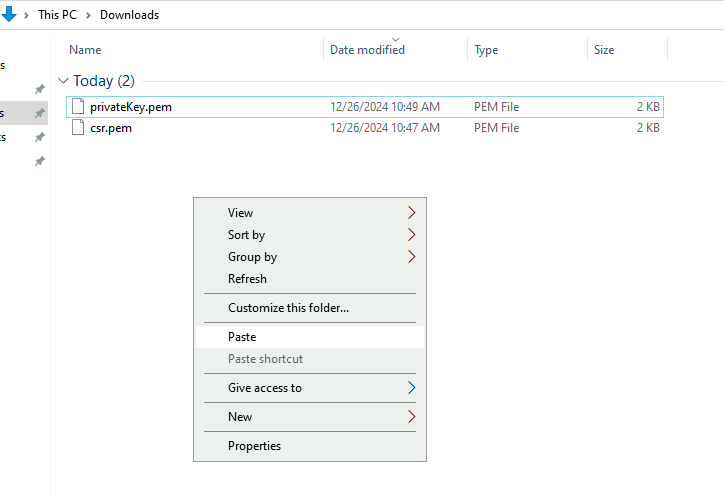 This PC > Downloads
Name Date modified Type Size
s
Today (2)
privateKey.pem 12/26/2024 10:49 AM PEM File 2 KB
s
csr.pem 12/26/2024 10:47 AM PEM File 2 KB
ts
View
Sort by
Group by
Refresh
Customize this folder...
Paste
Paste shortcut
Give access to
New
Properties